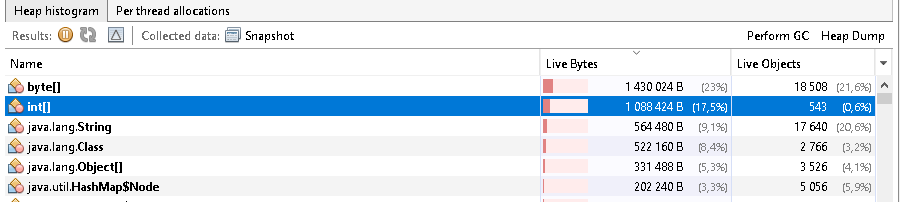 Heap histogram Per thread allocations
Results: Collected data: Snapshot Perform GC Heap Dump
Name Live Bytes Live Objects
byte[] 1 430 024 B (23%) 18 508 (21,6%)
int[] 1 088 424 B (17,5%) 543 (0,6%)
java.lang.String 564 480 B (9,1%) 17 640 (20,6%)
java.lang.Class 522 160 B (8,4%) 2 766 (3,2%)
java.lang.Object[] 331 488 B (5,3%) 3 526 (4,1%)
java.util.HashMap$Node 202 240 B (3,3%) 5 056 (5,9%)